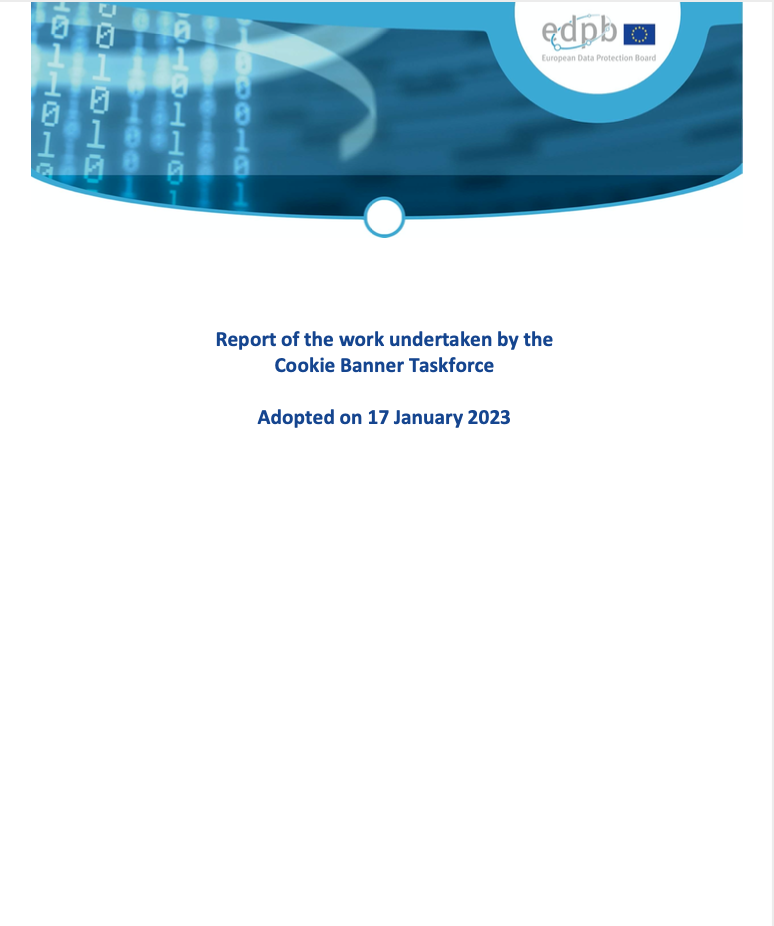 edpb
European Data Protection Board
Report of the work undertaken by the
Cookie Banner Taskforce
Adopted on 17 January 2023